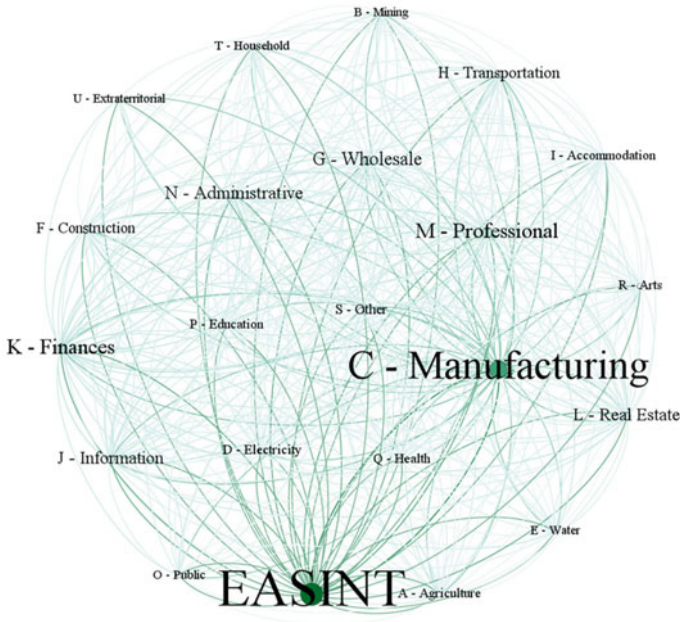 B - Mining
T - Household
H - Transportation
U - Extraterritorial
G - Wholesale
I - Accommodation
N - Administrative
F - Construction
M - Professional
R - Arts
S - Other
P - Education
K - Finances
C - Manufacturing
L - Real Estate
D - Electricity
J - Information
Q - Health
E - Water
O - Public
EASINT
A - Agriculture